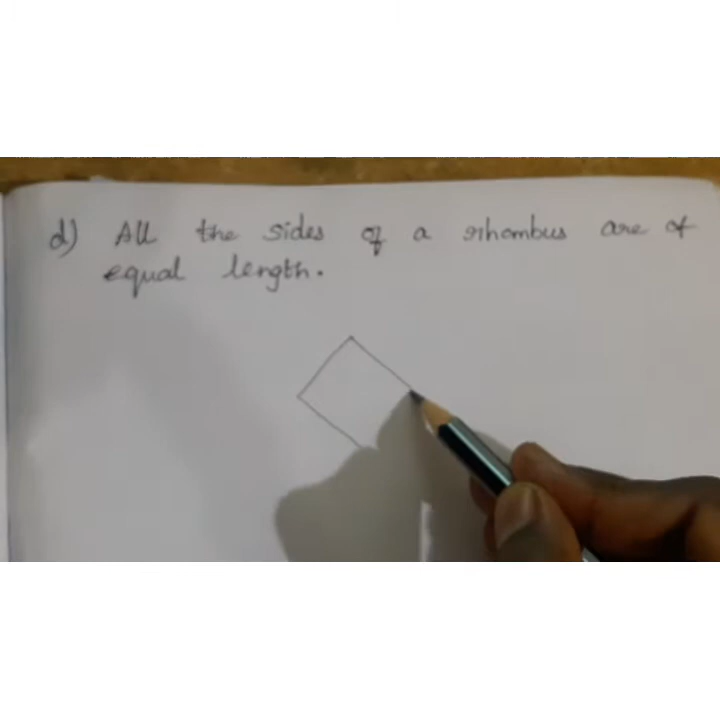 d) All the sides of a rhombus are of
equal length.